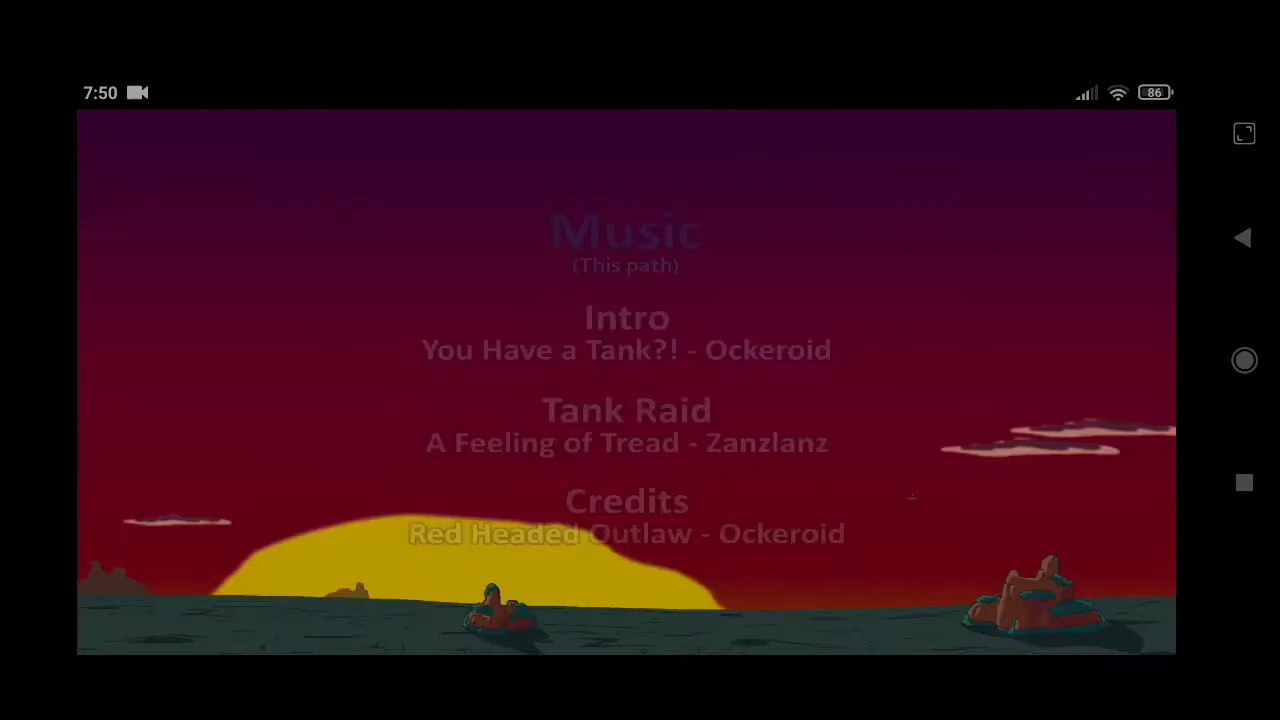 7:50
86
Music
(This path)
Intro
You Have a Tank?! - Ockeroid
Tank Raid
A Feeling of Tread - Zanzlanz
Credits
Red Headed Outlaw - Ockeroid